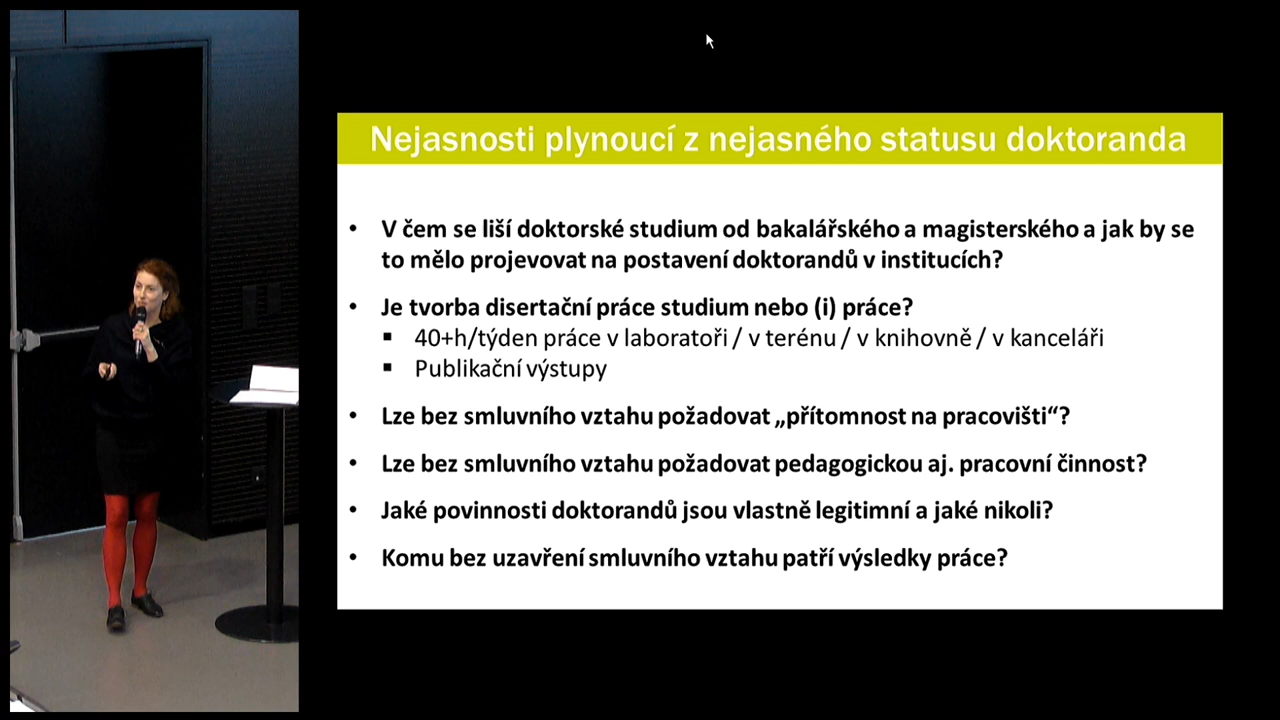 Nejasnosti plynoucí z nejasného statusu doktoranda
• V čem se liší doktorské studium od bakalářského a magisterského a jak by se
to mělo projevovat na postavení doktorandů v institucích?
• Je tvorba disertační práce studium nebo (i) práce?
▪ 40+h/týden práce v laboratoři / v terénu / v knihovně / v kanceláři
▪ Publikační výstupy
• Lze bez smluvního vztahu požadovat „přítomnost na pracovišti“?
• Lze bez smluvního vztahu požadovat pedagogickou aj. pracovní činnost?
• Jaké povinnosti doktorandů jsou vlastně legitimní a jaké nikoli?
• Komu bez uzavření smluvního vztahu patří výsledky práce?